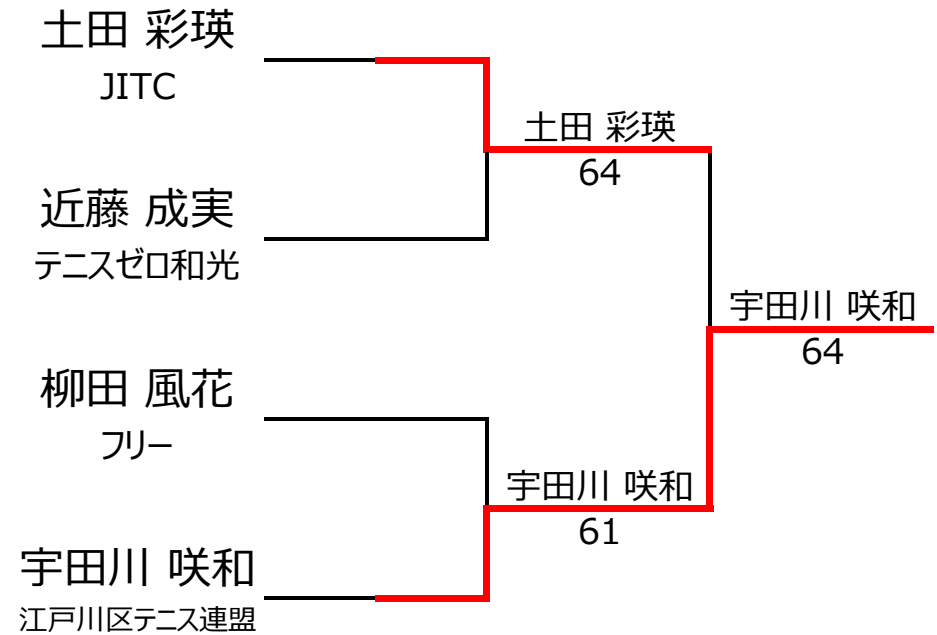 土田 彩瑛
JITC
土田 彩瑛
64
近藤 成実
テニスゼロ和光
宇田川 咲和
64
柳田 風花
フリー
宇田川 咲和
61
宇田川 咲和
江戸川区テニス連盟